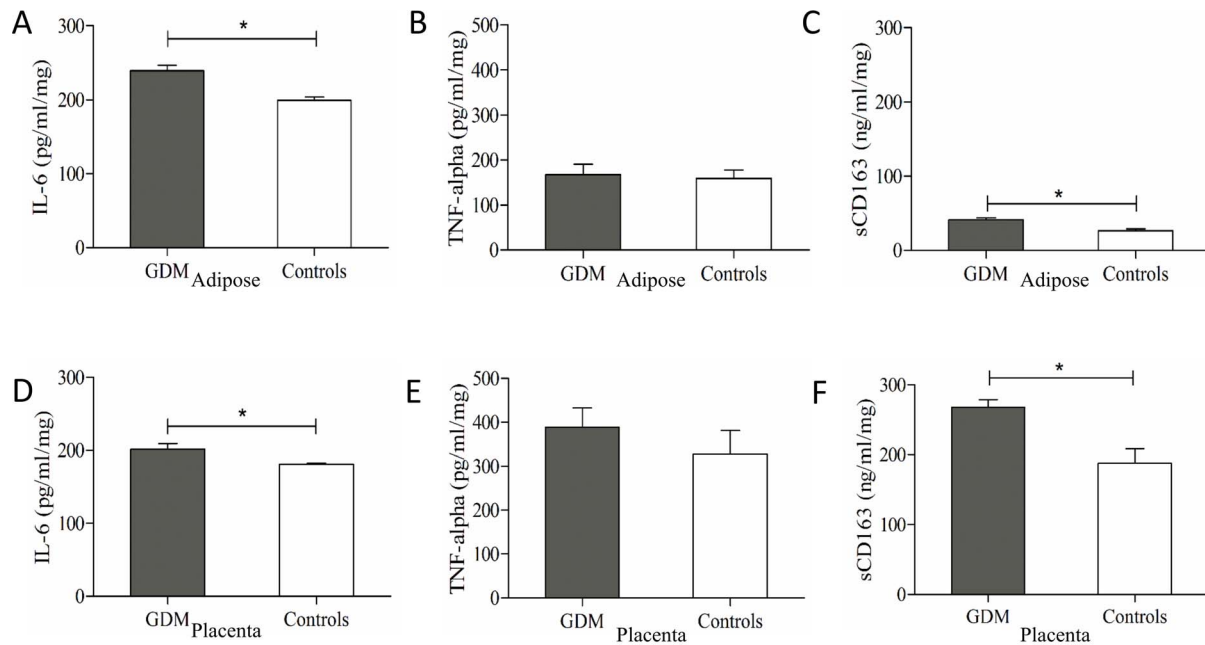 A
IL-6 (pg/ml/mg)
300
200
100
0
*
GDM
Adipose
Controls
B
TNF-alpha (pg/ml/mg)
500
400
300
200
100
0
GDM
Adipose
Controls
C
sCD163 (ng/ml/mg)
300
200
100
0
*
GDM
Adipose
Controls
D
IL-6 (pg/ml/mg)
300
200
100
0
*
GDM
Placenta
Controls
E
TNF-alpha (pg/ml/mg)
500
400
300
200
100
0
GDM
Placenta
Controls
F
sCD163 (ng/ml/mg)
300
200
100
0
*
GDM
Placenta
Controls